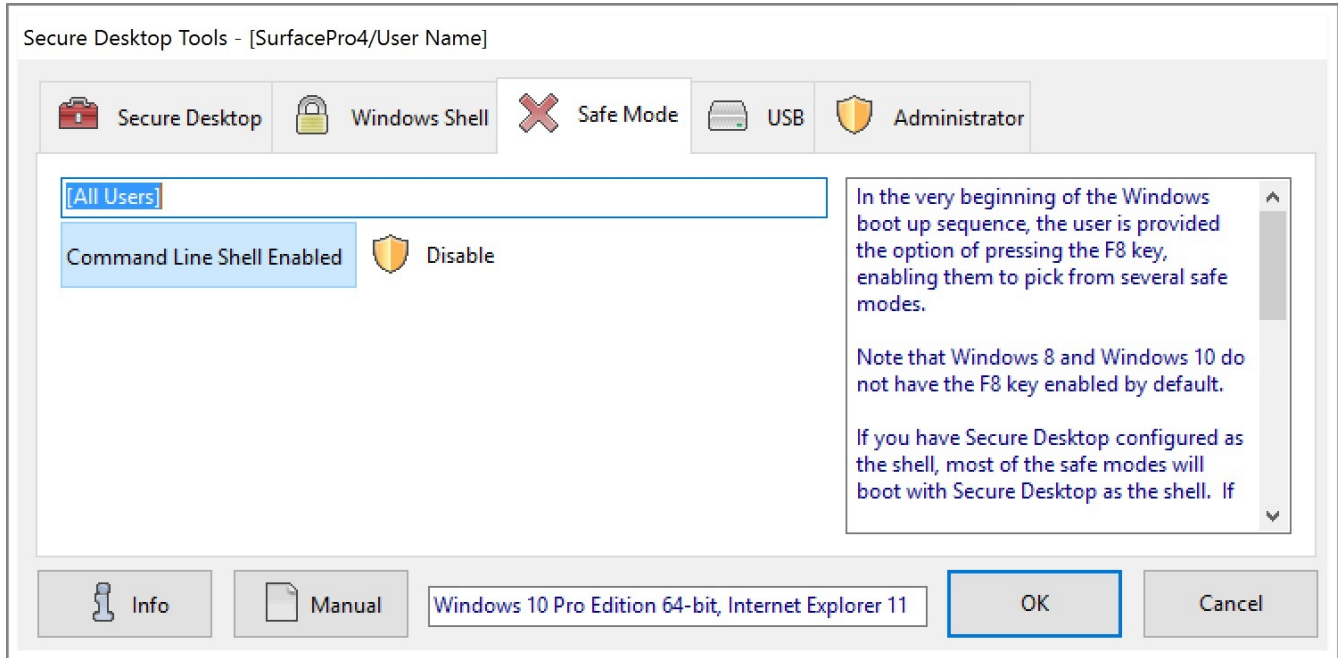 Secure Desktop Tools - [SurfacePro4/User Name]
Secure Desktop
Windows Shell
Safe Mode
USB
Administrator
[All Users]
Command Line Shell Enabled
Disable
In the very beginning of the Windows
boot up sequence, the user is provided
the option of pressing the F8 key,
enabling them to pick from several safe
modes.
Note that Windows 8 and Windows 10 do
not have the F8 key enabled by default.
If you have Secure Desktop configured as
the shell, most of the safe modes will
boot with Secure Desktop as the shell.  If
Info
Manual
Windows 10 Pro Edition 64-bit, Internet Explorer 11
OK
Cancel